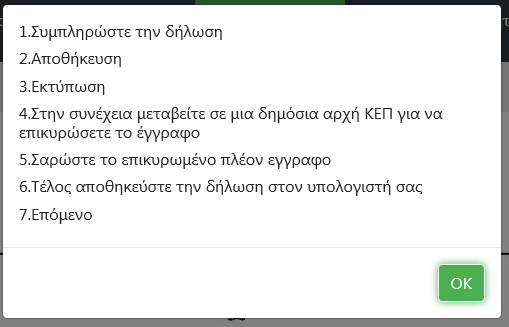 1.Συμπληρώστε την δήλωση
2.Αποθήκευση
3.Εκτύπωση
4.Στην συνέχεια μεταβείτε σε μια δημόσια αρχή ΚΕΠ για να
επικυρώσετε το έγγραφο
5.Σαρώστε το επικυρωμένο πλέον εγγραφο
6.Τέλος αποθηκεύστε την δήλωση στον υπολογιστή σας
7.Επόμενο
OK